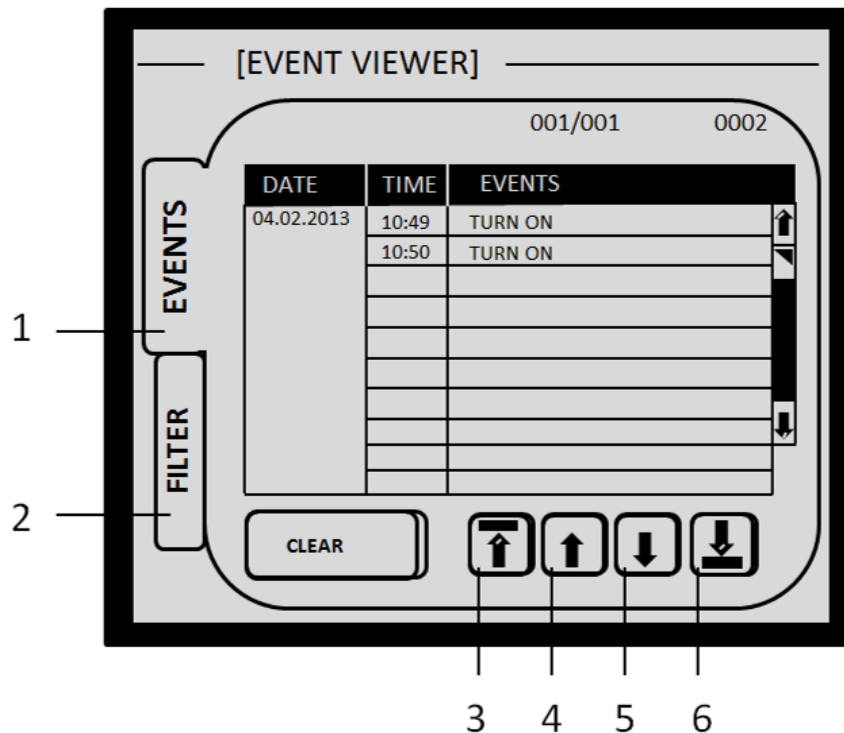 [EVENT VIEWER]
001/001 0002
DATE TIME EVENTS
04.02.2013 10:49 TURN ON
10:50 TURN ON
EVENTS
1
FILTER
2
CLEAR
3 4 5 6